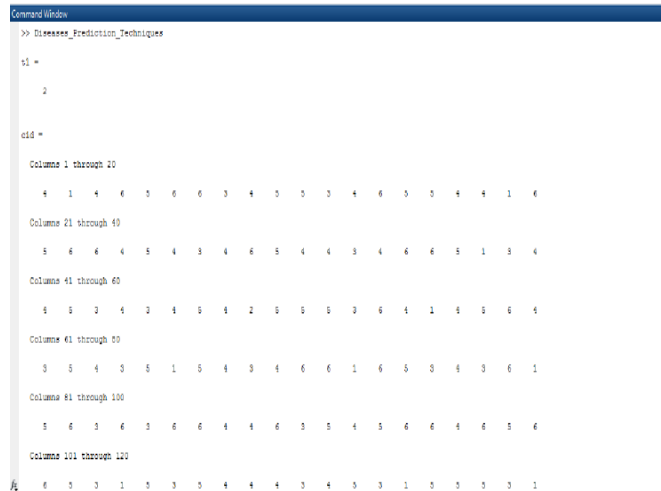 Command Window
>> Diseases_Prediction_Techniques
t1 =
2
cid =
Columns 1 through 20
4 1 4 6 5 6 6 3 4 5 5 3 4 6 5 5 4 4 1 6
Columns 21 through 40
5 6 6 4 5 4 3 4 6 5 4 4 3 4 6 6 5 1 3 4
Columns 41 through 60
4 5 3 4 3 4 5 4 2 5 5 5 3 6 4 1 4 5 6 4
Columns 61 through 80
3 5 4 3 5 1 5 4 3 4 6 6 1 6 5 3 4 3 6 1
Columns 81 through 100
5 6 3 6 3 6 6 4 4 6 3 5 4 5 6 6 4 6 5 6
Columns 101 through 120
6 5 3 1 5 3 5 4 4 4 3 4 5 3 1 5 5 5 3 1
fx